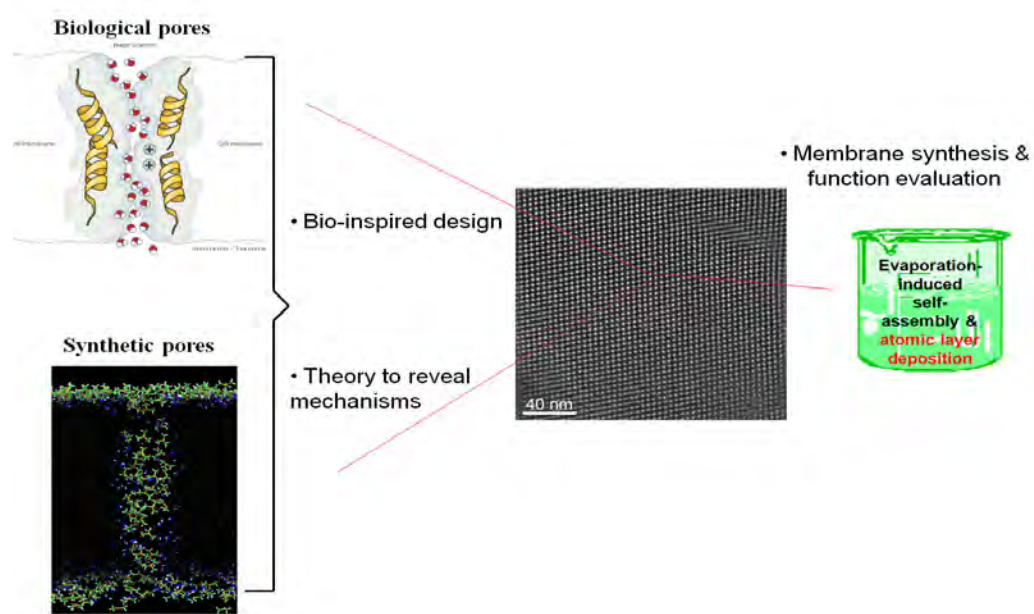 Biological pores
• Bio-inspired design
Synthetic pores
• Theory to reveal
mechanisms
40 nm
• Membrane synthesis &
function evaluation
Evaporation-
induced
self-
assembly &
atomic layer
deposition